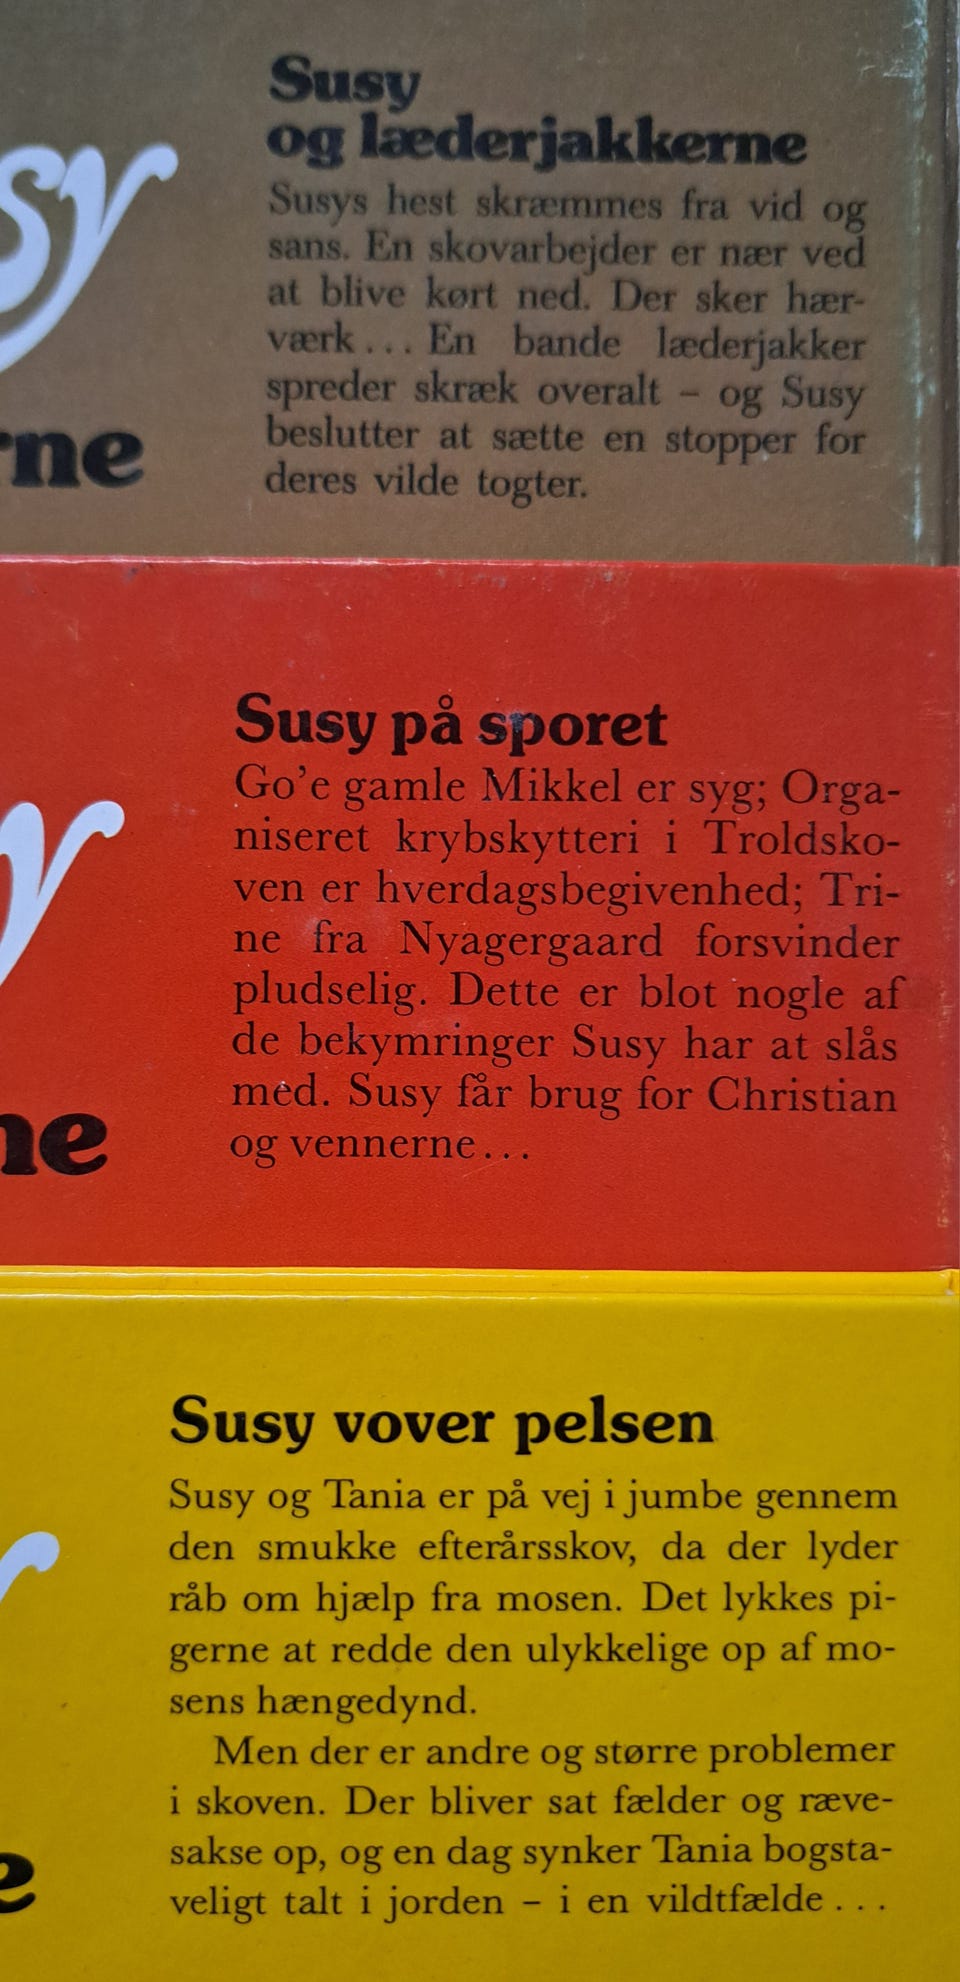 Susy
og læderjakkerne
Susys hest skræmmes fra vid og
sans. En skovarbejder er nær ved
at blive kørt ned. Der sker hær-
værk... En bande læderjakker
spreder skræk overalt – og Susy
beslutter at sætte en stopper for
deres vilde togter.
sy
rne
Susy på sporet
Go'e gamle Mikkel er syg; Orga-
niseret krybskytteri i Troldsko-
ven er hverdagsbegivenhed; Tri-
ne fra Nyagergaard forsvinder
pludselig. Dette er blot nogle af
de bekymringer Susy har at slås
med. Susy får brug for Christian
og vennerne...
y
ne
Susy vover pelsen
Susy og Tania er på vej i jumbe gennem
den smukke efterårsskov, da der lyder
råb om hjælp fra mosen. Det lykkes pi-
gerne at redde den ulykkelige op af mo-
sens hængedynd.
Men der er andre og større problemer
i skoven. Der bliver sat fælder og ræve-
sakse op, og en dag synker Tania bogsta-
veligt talt i jorden – i en vildtfælde...
y
e